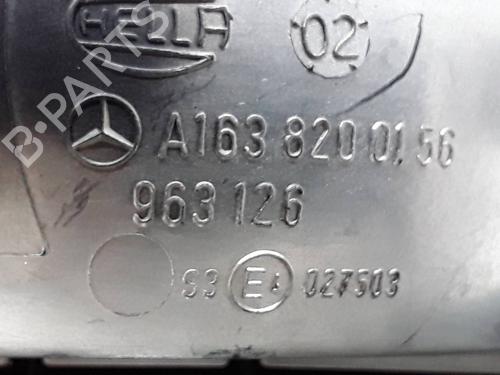 HELLA 02
A163 820 01 56
963 126
S3 E4 027503
B-PARTS